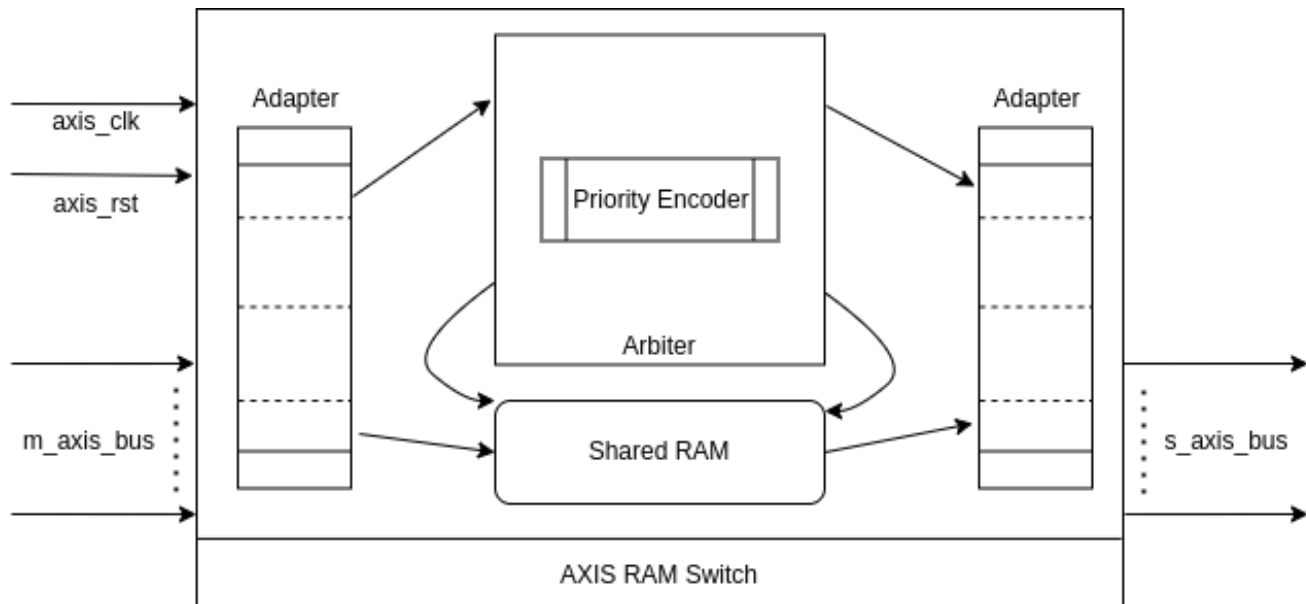 Adapter
Adapter
axis_clk
axis_rst
Priority Encoder
Arbiter
m_axis_bus
Shared RAM
s_axis_bus
AXIS RAM Switch